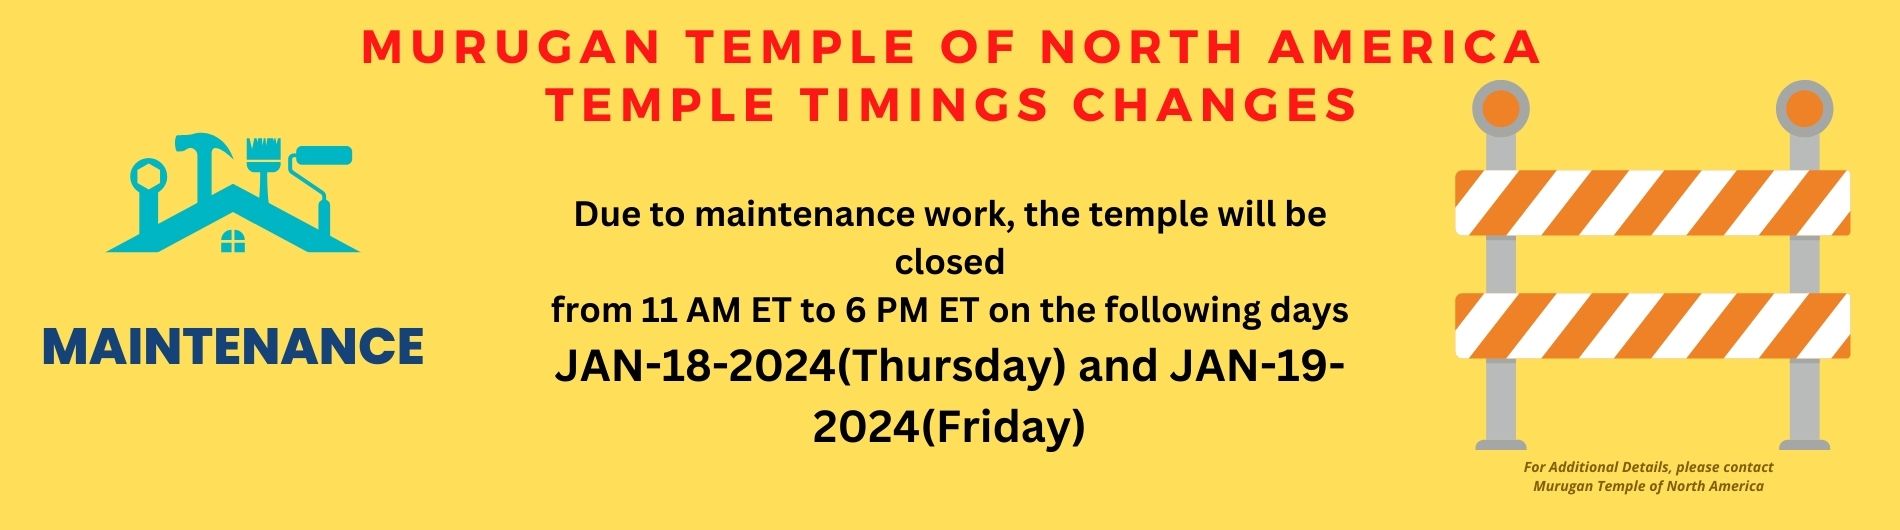 MURUGAN TEMPLE OF NORTH AMERICA
TEMPLE TIMINGS CHANGES
Due to maintenance work, the temple will be
closed
from 11 AM ET to 6 PM ET on the following days
JAN-18-2024(Thursday) and JAN-19-
2024(Friday)
MAINTENANCE
For Additional Details, please contact
Murugan Temple of North America